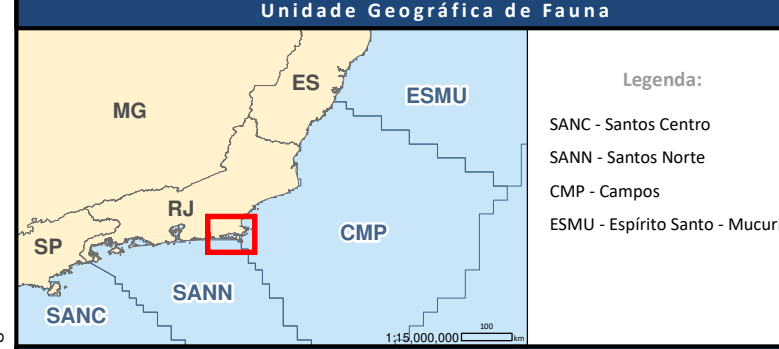 Unidade Geográfica de Fauna
ES
ESMU
MG
RJ
SP
CMP
SANN
SANC
1:15,000,000
100
km
Legenda:
SANC - Santos Centro
SANN - Santos Norte
CMP - Campos
ESMU - Espírito Santo - Mucuri